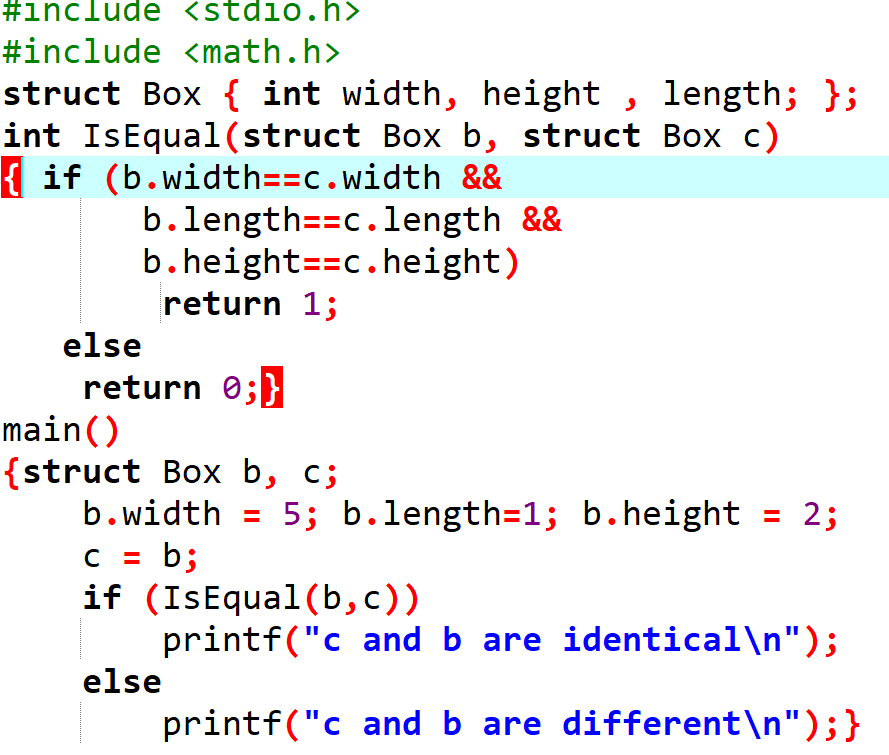 #include <stdio.h>
#include <math.h>
struct Box { int width, height , length; };
int IsEqual(struct Box b, struct Box c)
{ if (b.width==c.width &&
       b.length==c.length &&
       b.height==c.height)
        return 1;
   else
    return 0;}
main()
{struct Box b, c;
    b.width = 5; b.length=1; b.height = 2;
    c = b;
    if (IsEqual(b,c))
        printf("c and b are identical\n");
    else
        printf("c and b are different\n");}